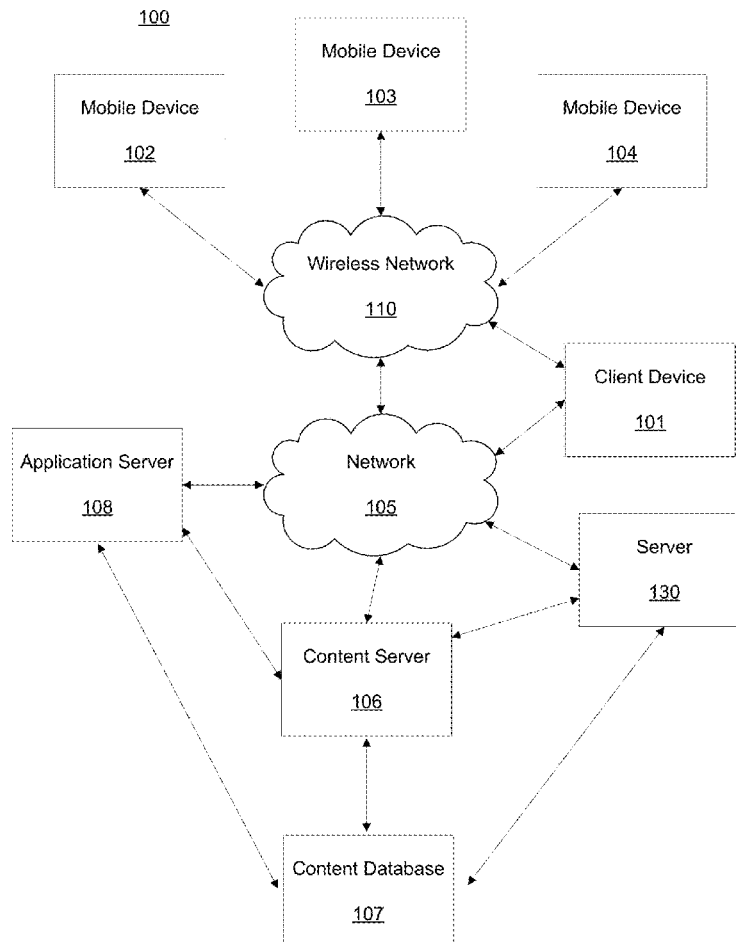 100
Mobile Device
103
Mobile Device
102
Mobile Device
104
Wireless Network
110
Client Device
101
Application Server
108
Network
105
Server
130
Content Server
106
Content Database
107